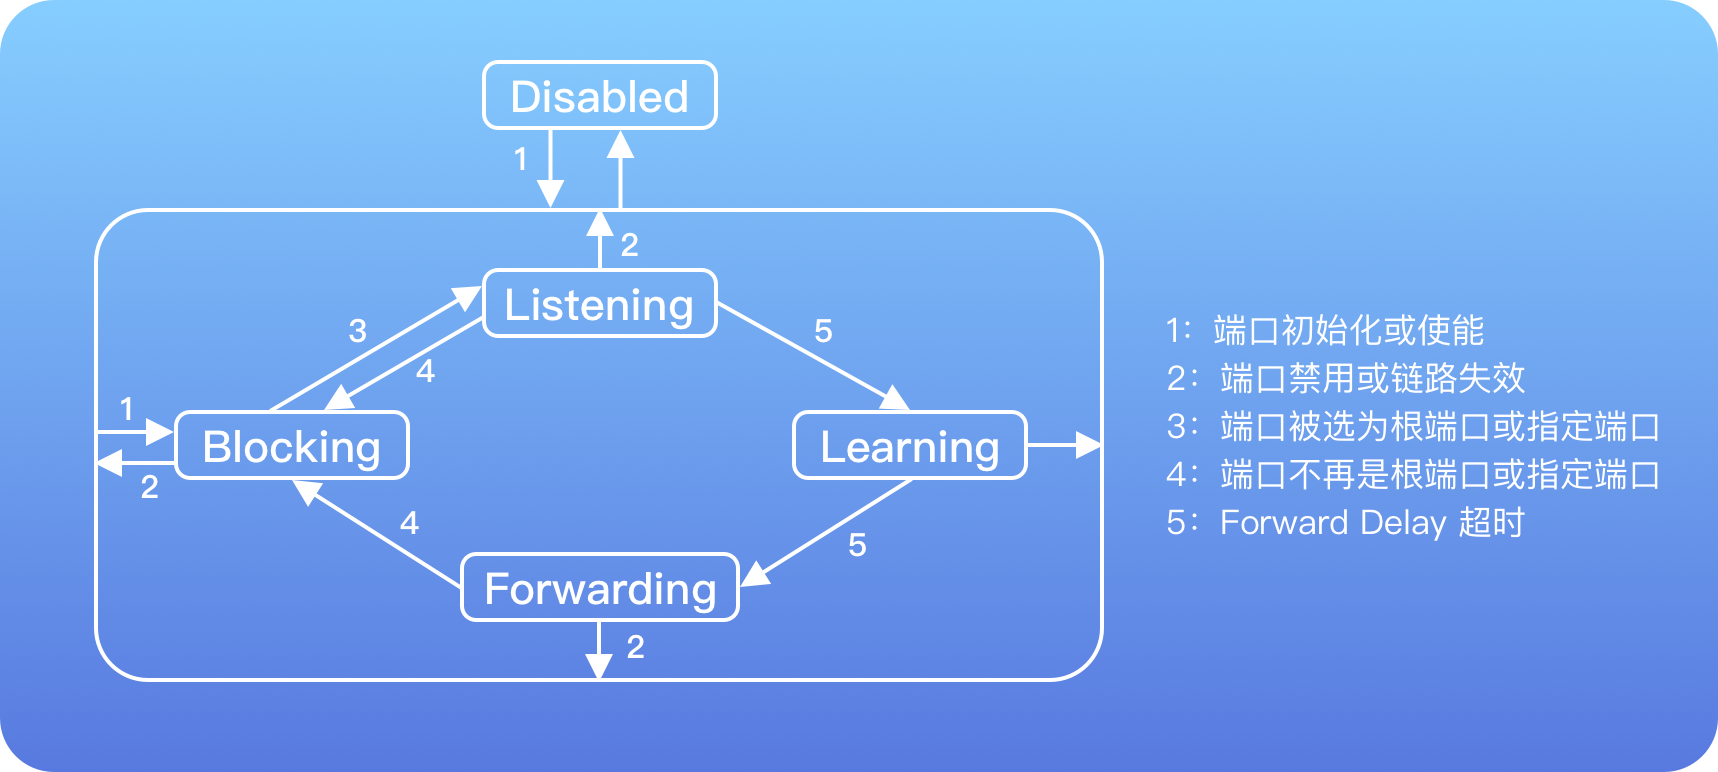 Disabled
1
2
Listening
3
5
4
1
Blocking
Learning
2
4
5
Forwarding
2
1：端口初始化或使能
2：端口禁用或链路失效
3：端口被选为根端口或指定端口
4：端口不再是根端口或指定端口
5：Forward Delay 超时